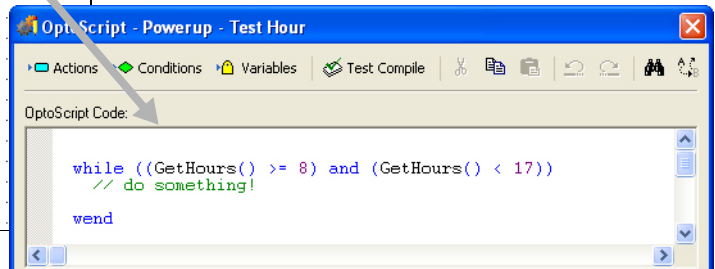 OptoScript - Powerup - Test Hour
Actions Conditions Variables Test Compile
OptoScript Code:
while ((GetHours() >= 8) and (GetHours() < 17))
// do something!
wend